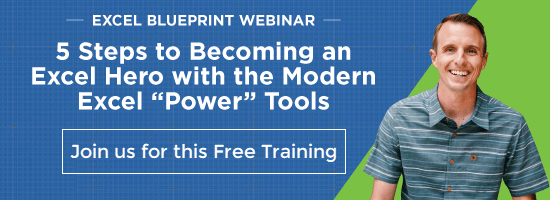 EXCEL BLUEPRINT WEBINAR
5 Steps to Becoming an
Excel Hero with the Modern
Excel “Power” Tools
Join us for this Free Training